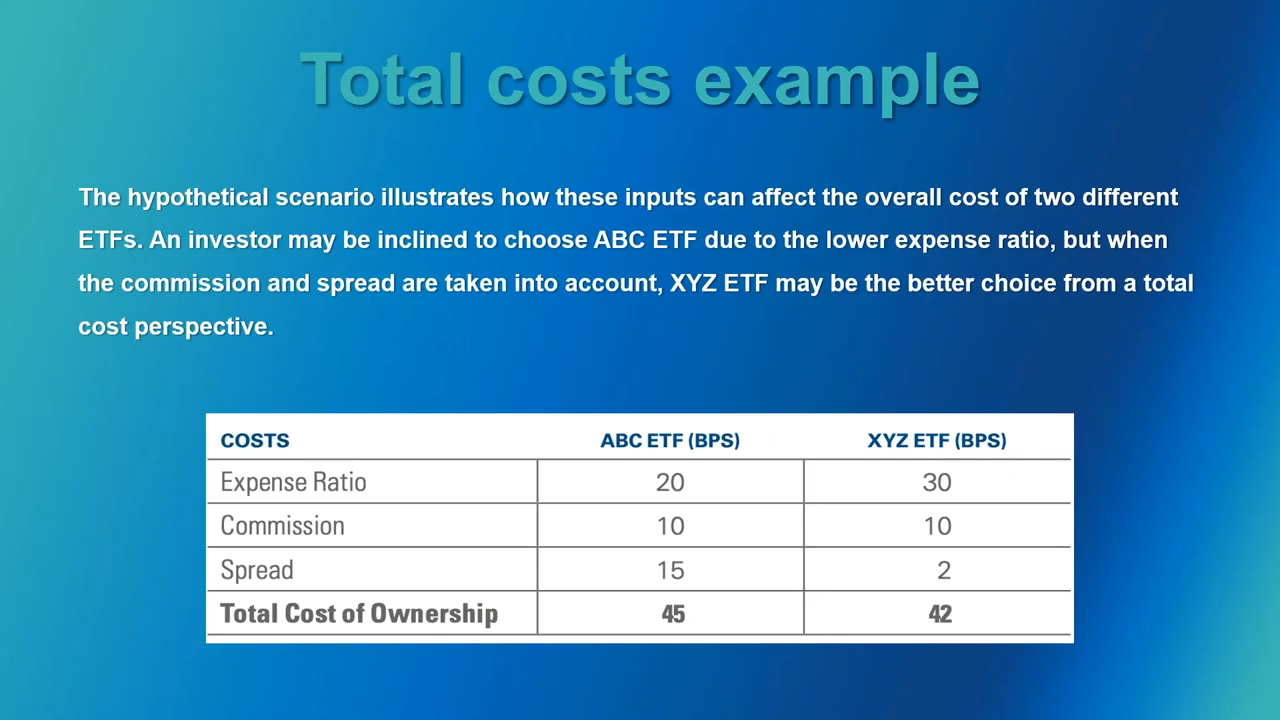 Total costs example
The hypothetical scenario illustrates how these inputs can affect the overall cost of two different
ETFs. An investor may be inclined to choose ABC ETF due to the lower expense ratio, but when
the commission and spread are taken into account, XYZ ETF may be the better choice from a total
cost perspective.
COSTS ABC ETF (BPS) XYZ ETF (BPS)
Expense Ratio 20 30
Commission 10 10
Spread 15 2
Total Cost of Ownership 45 42